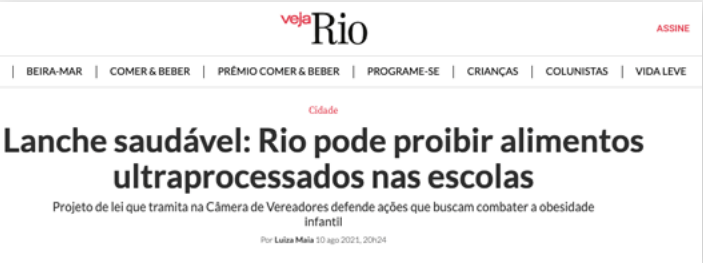 veja Rio
ASSINE
BEIRA-MAR | COMER & BEBER | PRÊMIO COMER & BEBER | PROGRAME-SE | CRIANÇAS | COLUNISTAS | VIDA LEVE
Cidade
Lanche saudável: Rio pode proibir alimentos
ultraprocessados nas escolas
Projeto de lei que tramita na Câmera de Vereadores defende ações que buscam combater a obesidade
infantil
Por Luiza Maia 10 ago 2021, 20h24